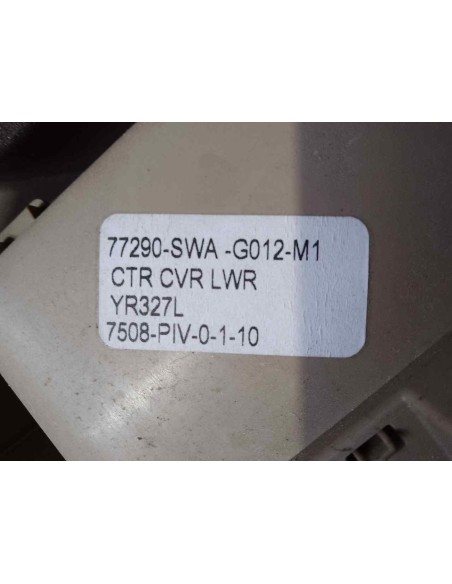 77290-SWA -G012-M1
CTR CVR LWR
YR327L
7508-PIV-0-1-10